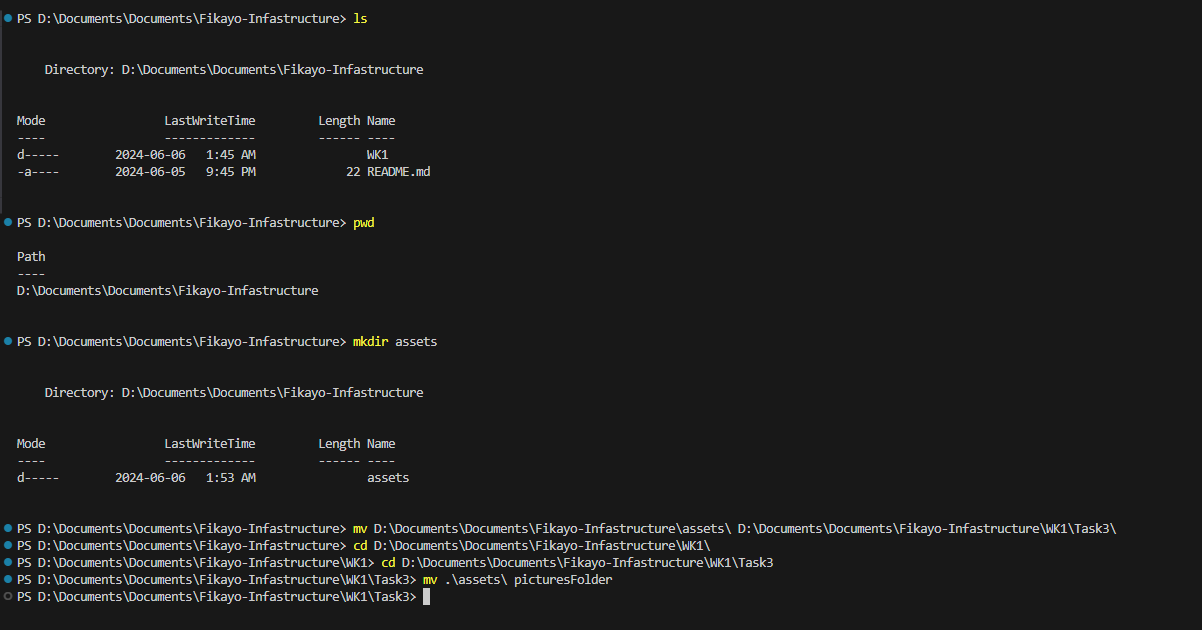 PS D:\Documents\Documents\Fikayo-Infastructure> ls
Directory: D:\Documents\Documents\Fikayo-Infastructure
Mode                 LastWriteTime         Length Name
----                 -------------         ------ ----
d-----        2024-06-06   1:45 AM                WK1
-a----        2024-06-05   9:45 PM             22 README.md
PS D:\Documents\Documents\Fikayo-Infastructure> pwd
Path
----
D:\Documents\Documents\Fikayo-Infastructure
PS D:\Documents\Documents\Fikayo-Infastructure> mkdir assets
Directory: D:\Documents\Documents\Fikayo-Infastructure
Mode                 LastWriteTime         Length Name
----                 -------------         ------ ----
d-----        2024-06-06   1:53 AM                assets
PS D:\Documents\Documents\Fikayo-Infastructure> mv D:\Documents\Documents\Fikayo-Infastructure\assets\ D:\Documents\Documents\Fikayo-Infastructure\WK1\Task3\
PS D:\Documents\Documents\Fikayo-Infastructure> cd D:\Documents\Documents\Fikayo-Infastructure\WK1\
PS D:\Documents\Documents\Fikayo-Infastructure\WK1> cd D:\Documents\Documents\Fikayo-Infastructure\WK1\Task3
PS D:\Documents\Documents\Fikayo-Infastructure\WK1\Task3> mv .\assets\ picturesFolder
PS D:\Documents\Documents\Fikayo-Infastructure\WK1\Task3>